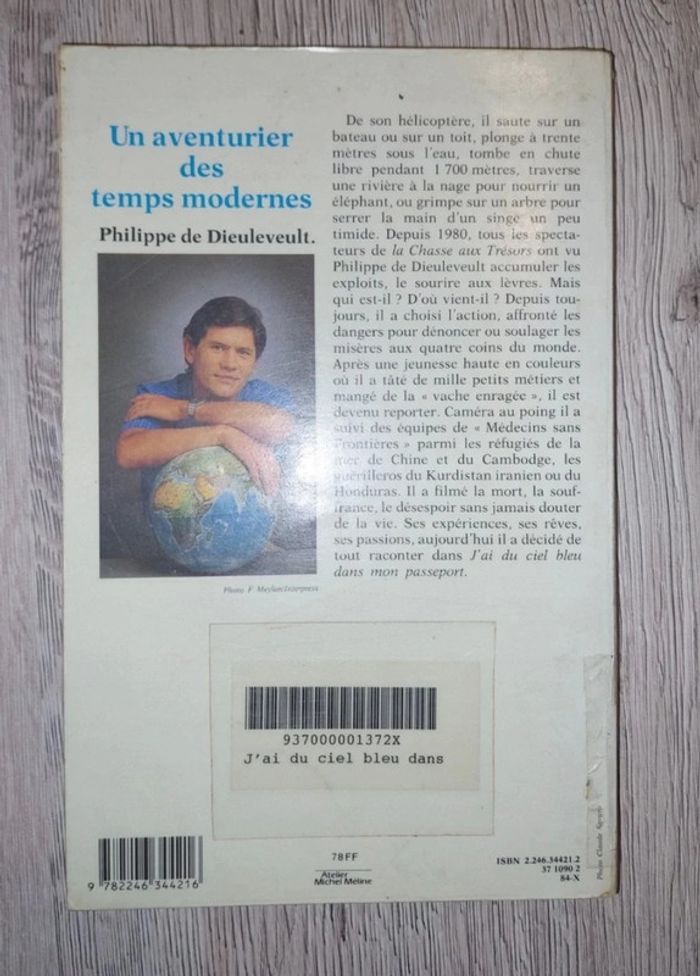 Un aventurier
des
temps modernes
Philippe de Dieuleveult.
Photo F. Meylan/Interpress
De son hélicoptère, il saute sur un
bateau ou sur un toit, plonge à trente
mètres sous l'eau, tombe en chute
libre pendant 1 700 mètres, traverse
une rivière à la nage pour nourrir un
éléphant, ou grimpe sur un arbre pour
serrer la main d'un singe un peu
timide. Depuis 1980, tous les specta-
teurs de la Chasse aux Trésors ont vu
Philippe de Dieuleveult accumuler les
exploits, le sourire aux lèvres. Mais
qui est-il ? D'où vient-il ? Depuis tou-
jours, il a choisi l'action, affronté les
dangers pour dénoncer ou soulager les
misères aux quatre coins du monde.
Après une jeunesse haute en couleurs
où il a tâté de mille petits métiers et
mangé de la « vache enragée », il est
devenu reporter. Caméra au poing il a
suivi des équipes de « Médecins sans
Frontières » parmi les réfugiés de la
mer de Chine et du Cambodge, les
guérilleros du Kurdistan iranien ou du
Honduras. Il a filmé la mort, la souf-
france, le désespoir sans jamais douter
de la vie. Ses expériences, ses rêves,
ses passions, aujourd'hui il a décidé de
tout raconter dans J'ai du ciel bleu
dans mon passeport.
937000001372X
J'ai du ciel bleu dans
9 782246 344216
78FF
Atelier
Michel Méline
ISBN 2.246.34421.2
37 1090 2
84-X
Photo Claude